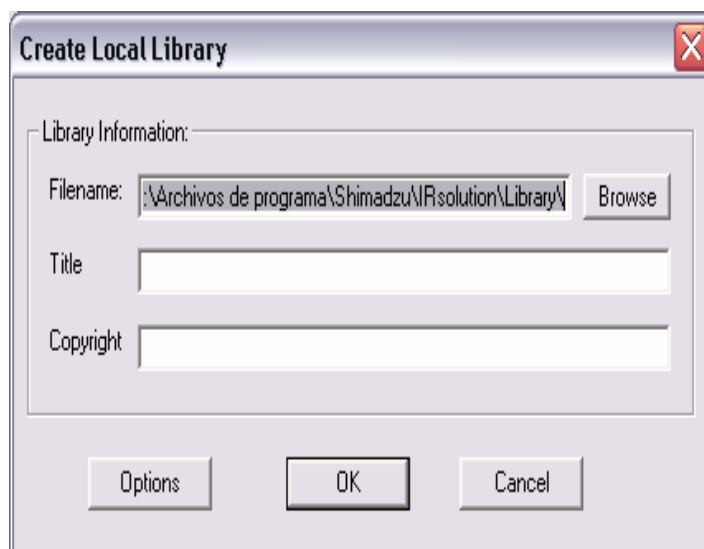 Create Local Library
Library Information:
Filename: :\Archivos de programa\Shimadzu\IRsolution\Library\ Browse
Title
Copyright
Options OK Cancel